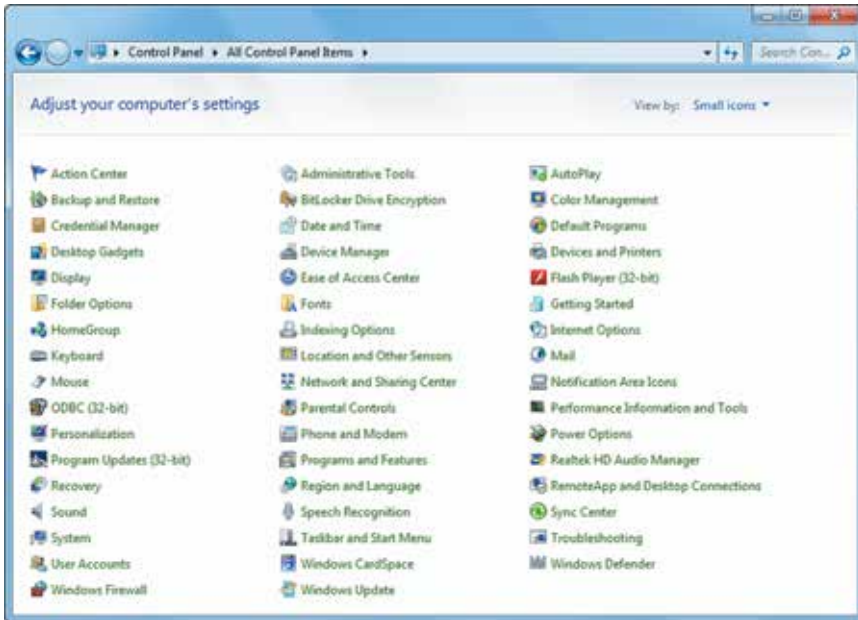 Control Panel ▸ All Control Panel Items ▸ Search Con...
Adjust your computer's settings View by: Small icons
Action Center Administrative Tools AutoPlay
Backup and Restore BitLocker Drive Encryption Color Management
Credential Manager Date and Time Default Programs
Desktop Gadgets Device Manager Devices and Printers
Display Ease of Access Center Flash Player (32-bit)
Folder Options Fonts Getting Started
HomeGroup Indexing Options Internet Options
Keyboard Location and Other Sensors Mail
Mouse Network and Sharing Center Notification Area Icons
ODBC (32-bit) Parental Controls Performance Information and Tools
Personalization Phone and Modem Power Options
Program Updates (32-bit) Programs and Features Realtek HD Audio Manager
Recovery Region and Language RemoteApp and Desktop Connections
Sound Speech Recognition Sync Center
System Taskbar and Start Menu Troubleshooting
User Accounts Windows CardSpace Windows Defender
Windows Firewall Windows Update